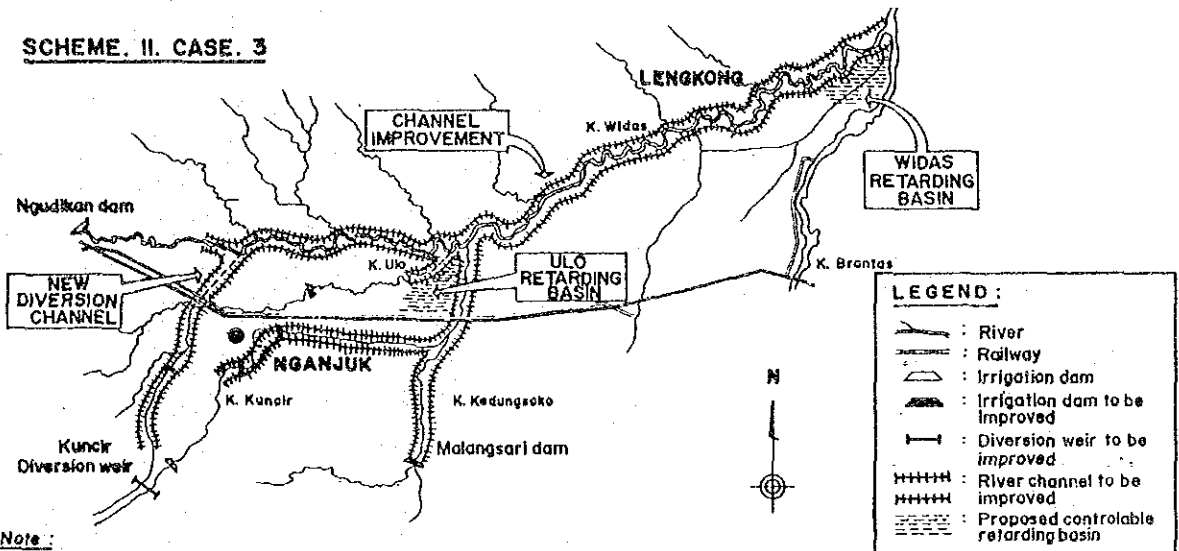 SCHEME. II. CASE. 3
LENGKONG
CHANNEL
IMPROVEMENT
K. Widas
WIDAS
RETARDING
BASIN
Ngudikan dam
K. Ulo
ULO
RETARDING
BASIN
K. Brantas
NEW
DIVERSION
CHANNEL
NGANJUK
K. Kuncir
K. Kedungsoko
Kuncir
Diversion weir
Malangsari dam
N
LEGEND :
: River
: Railway
: Irrigation dam
: Irrigation dam to be
improved
: Diversion weir to be
improved
: River channel to be
improved
: Proposed controlable
retarding basin
Note :